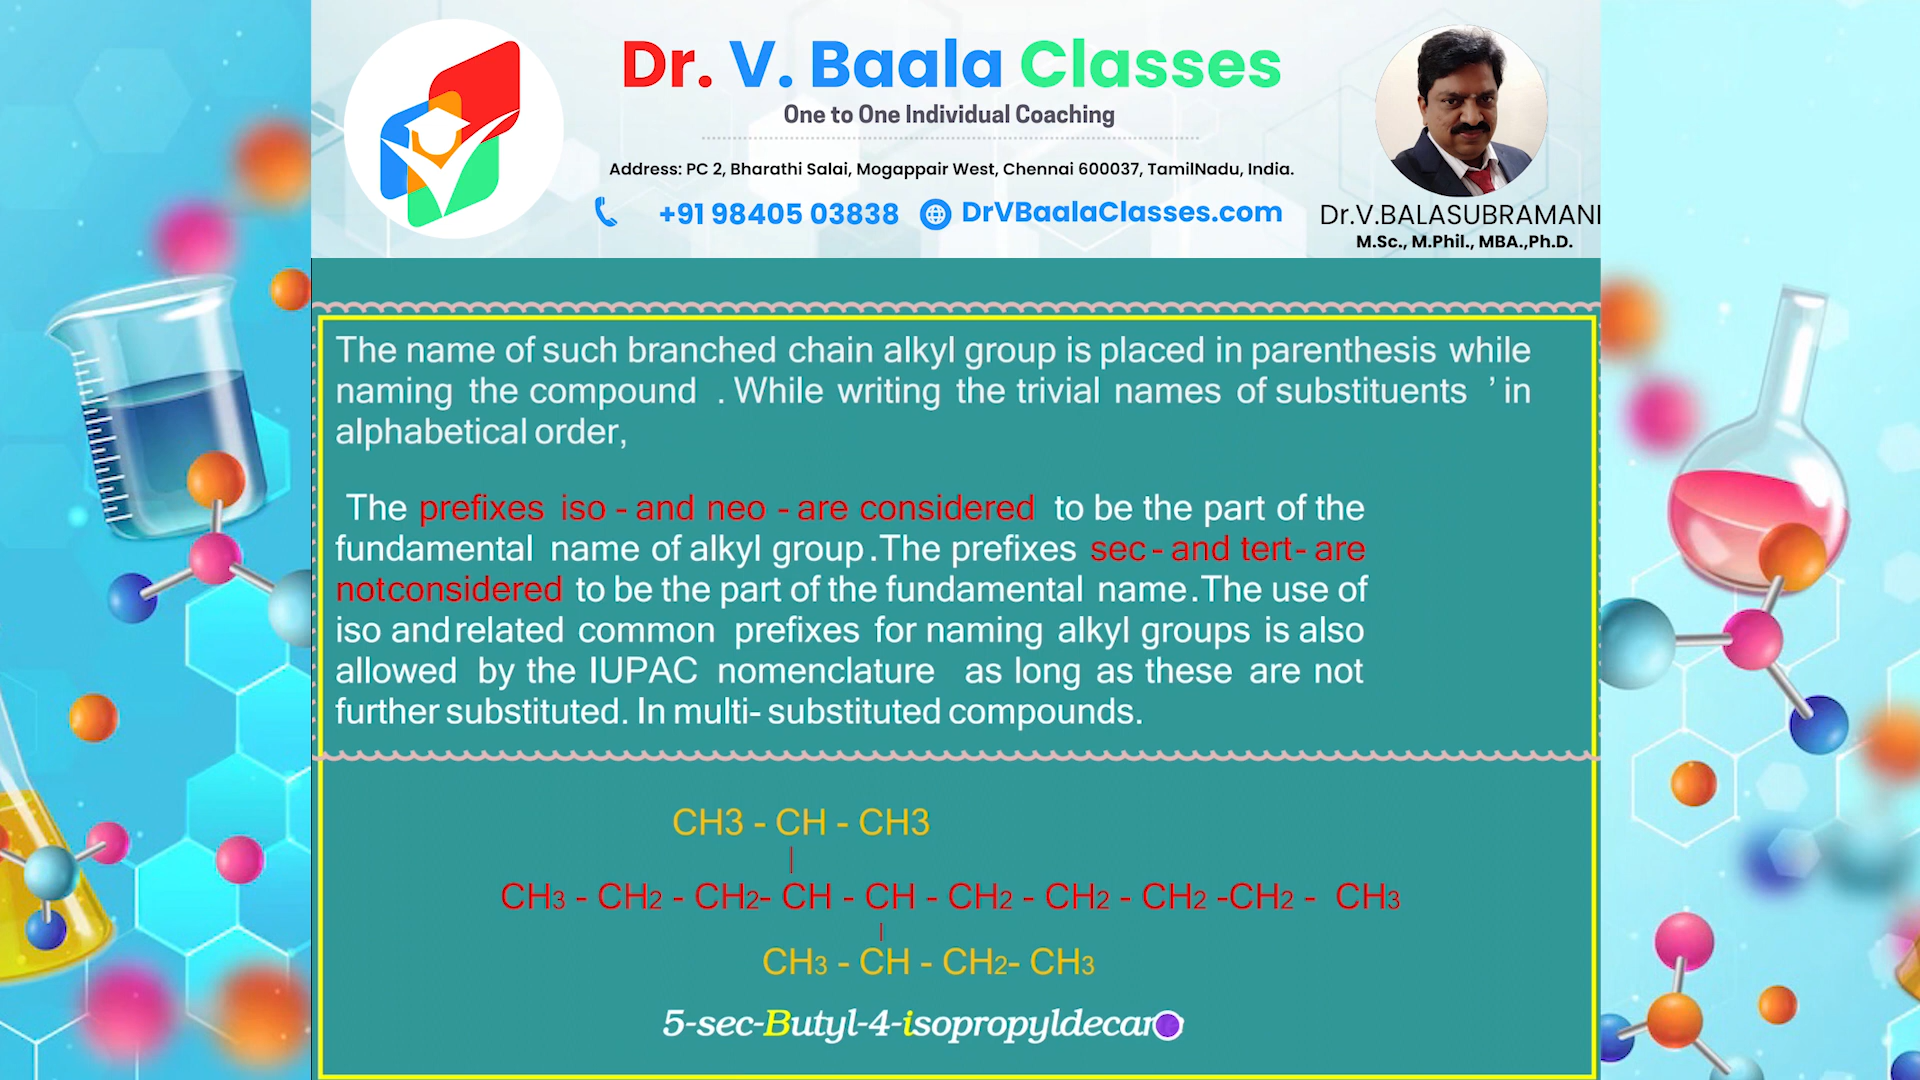 Dr. V. Baala Classes
One to One Individual Coaching
Address: PC 2, Bharathi Salai, Mogappair West, Chennai 600037, TamilNadu, India.
+91 98405 03838 DrVBaalaClasses.com
Dr.V.BALASUBRAMANI
M.Sc., M.Phil., MBA.,Ph.D.
The name of such branched chain alkyl group is placed in parenthesis while
naming the compound . While writing the trivial names of substituents ’ in
alphabetical order,
The prefixes iso - and neo - are considered to be the part of the
fundamental name of alkyl group .The prefixes sec - and tert- are
notconsidered to be the part of the fundamental name.The use of
iso and related common prefixes for naming alkyl groups is also
allowed by the IUPAC nomenclature as long as these are not
further substituted. In multi- substituted compounds.
CH3 - CH - CH3
|
CH3 - CH2 - CH2- CH - CH - CH2 - CH2 - CH2 -CH2 - CH3
|
CH3 - CH - CH2- CH3
5-sec-Butyl-4-isopropyldecan